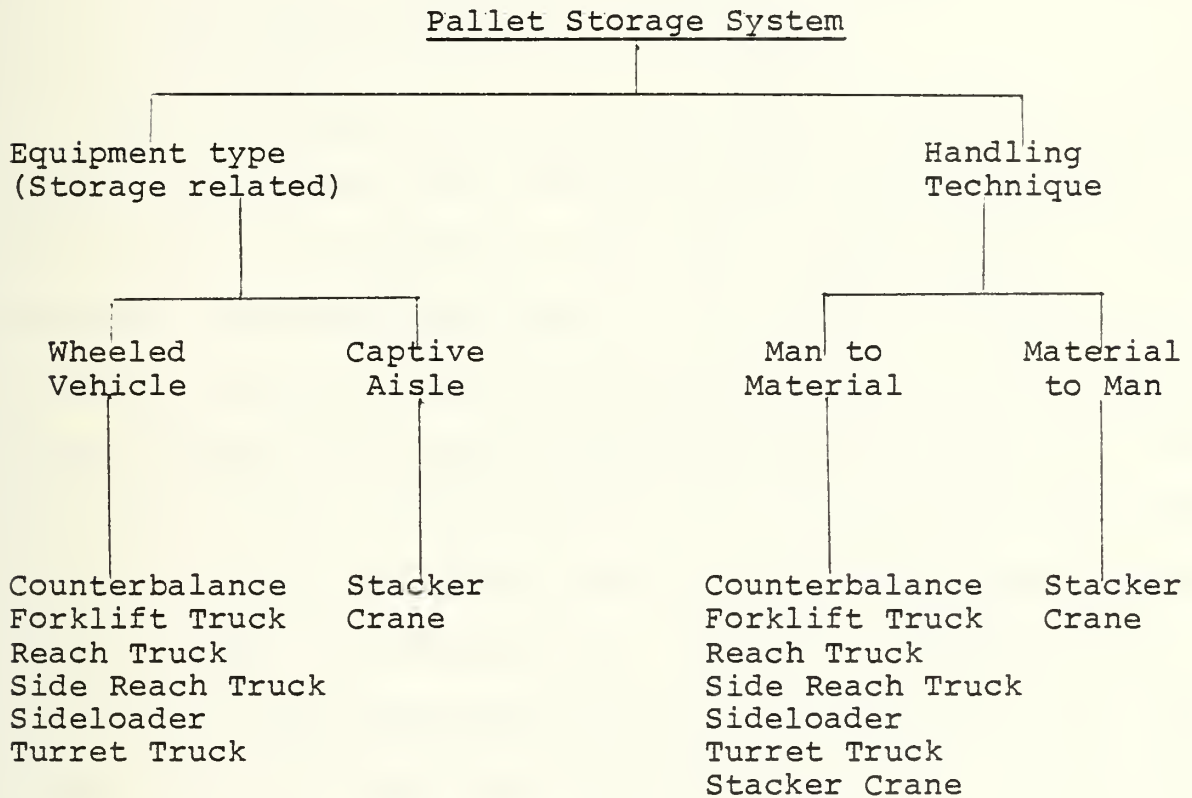 Pallet Storage System
Equipment type
(Storage related)
Handling
Technique
Wheeled
Vehicle
Captive
Aisle
Man to
Material
Material
to Man
Counterbalance
Forklift Truck
Reach Truck
Side Reach Truck
Sideloader
Turret Truck
Stacker
Crane
Counterbalance
Forklift Truck
Reach Truck
Side Reach Truck
Sideloader
Turret Truck
Stacker Crane
Stacker
Crane